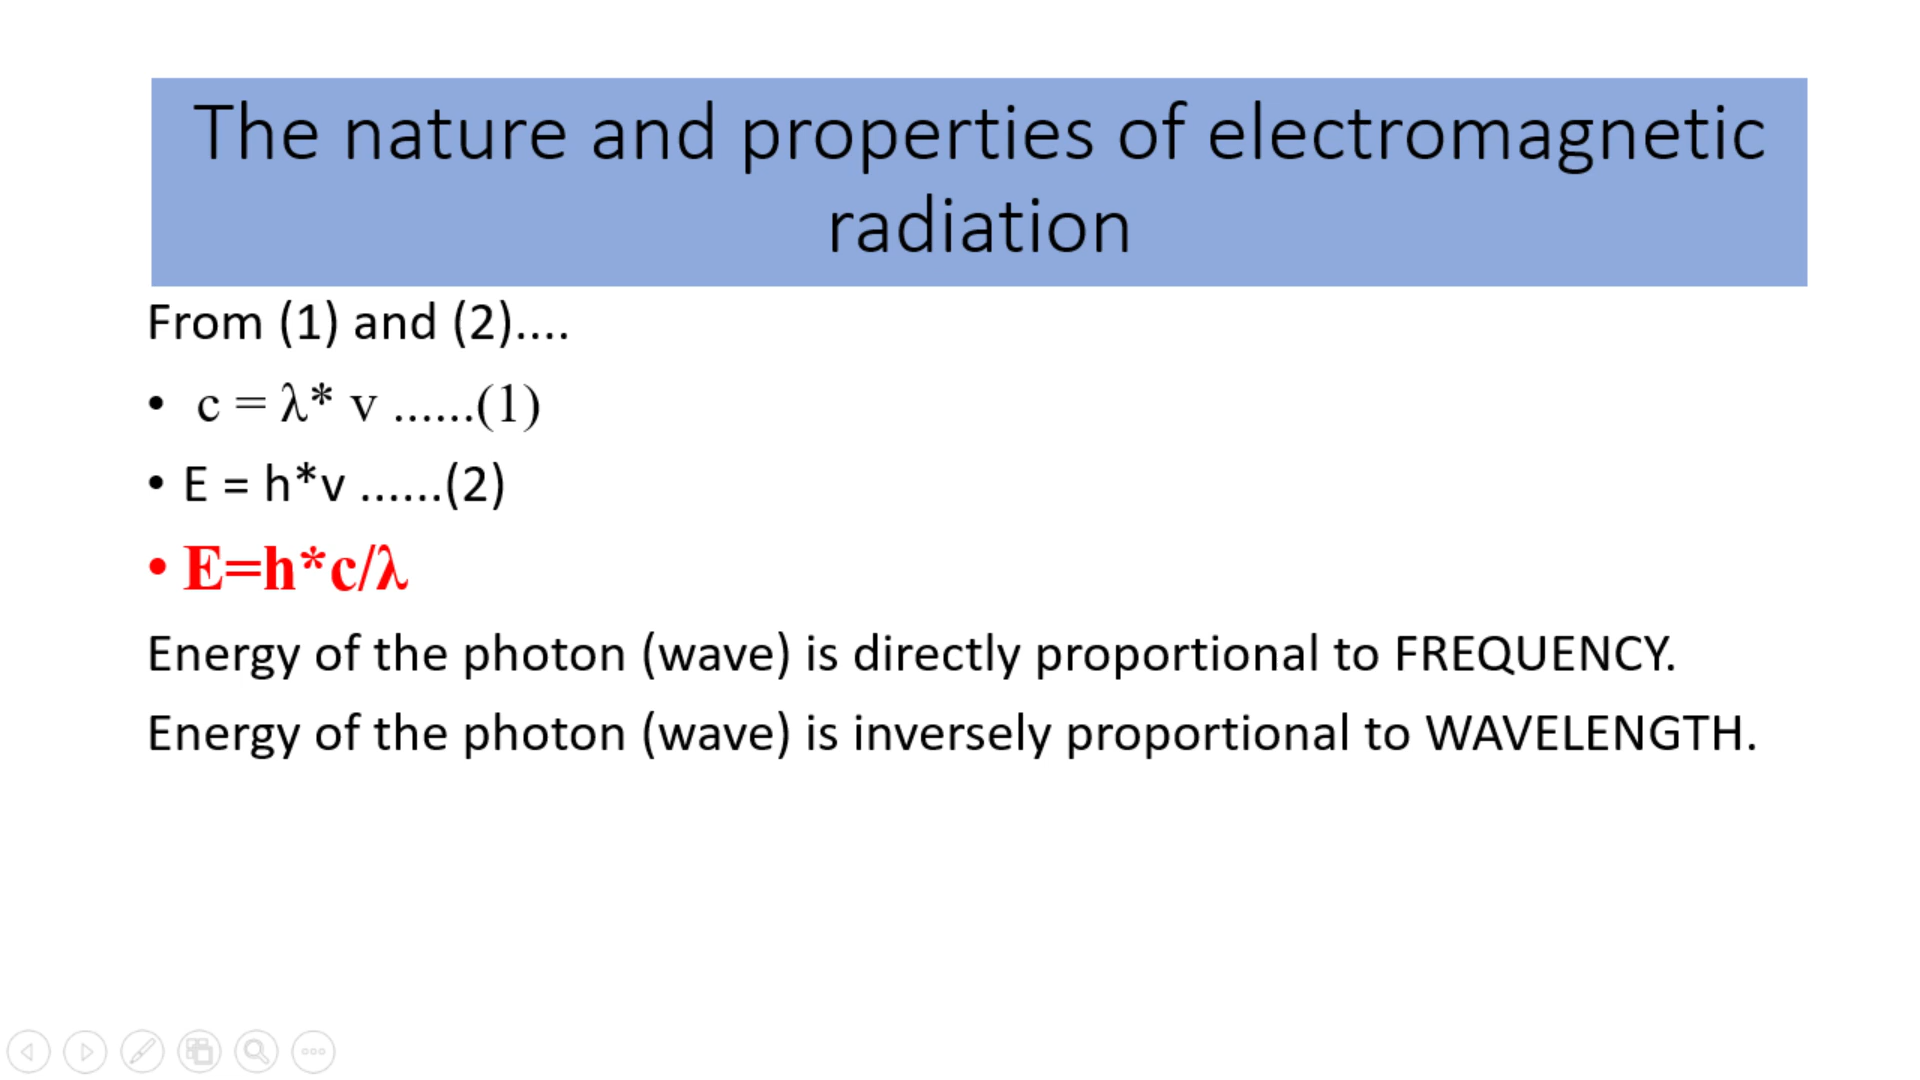 The nature and properties of electromagnetic
radiation
From (1) and (2)....
• c = λ* v ......(1)
• E = h*v ......(2)
• E=h*c/λ
Energy of the photon (wave) is directly proportional to FREQUENCY.
Energy of the photon (wave) is inversely proportional to WAVELENGTH.